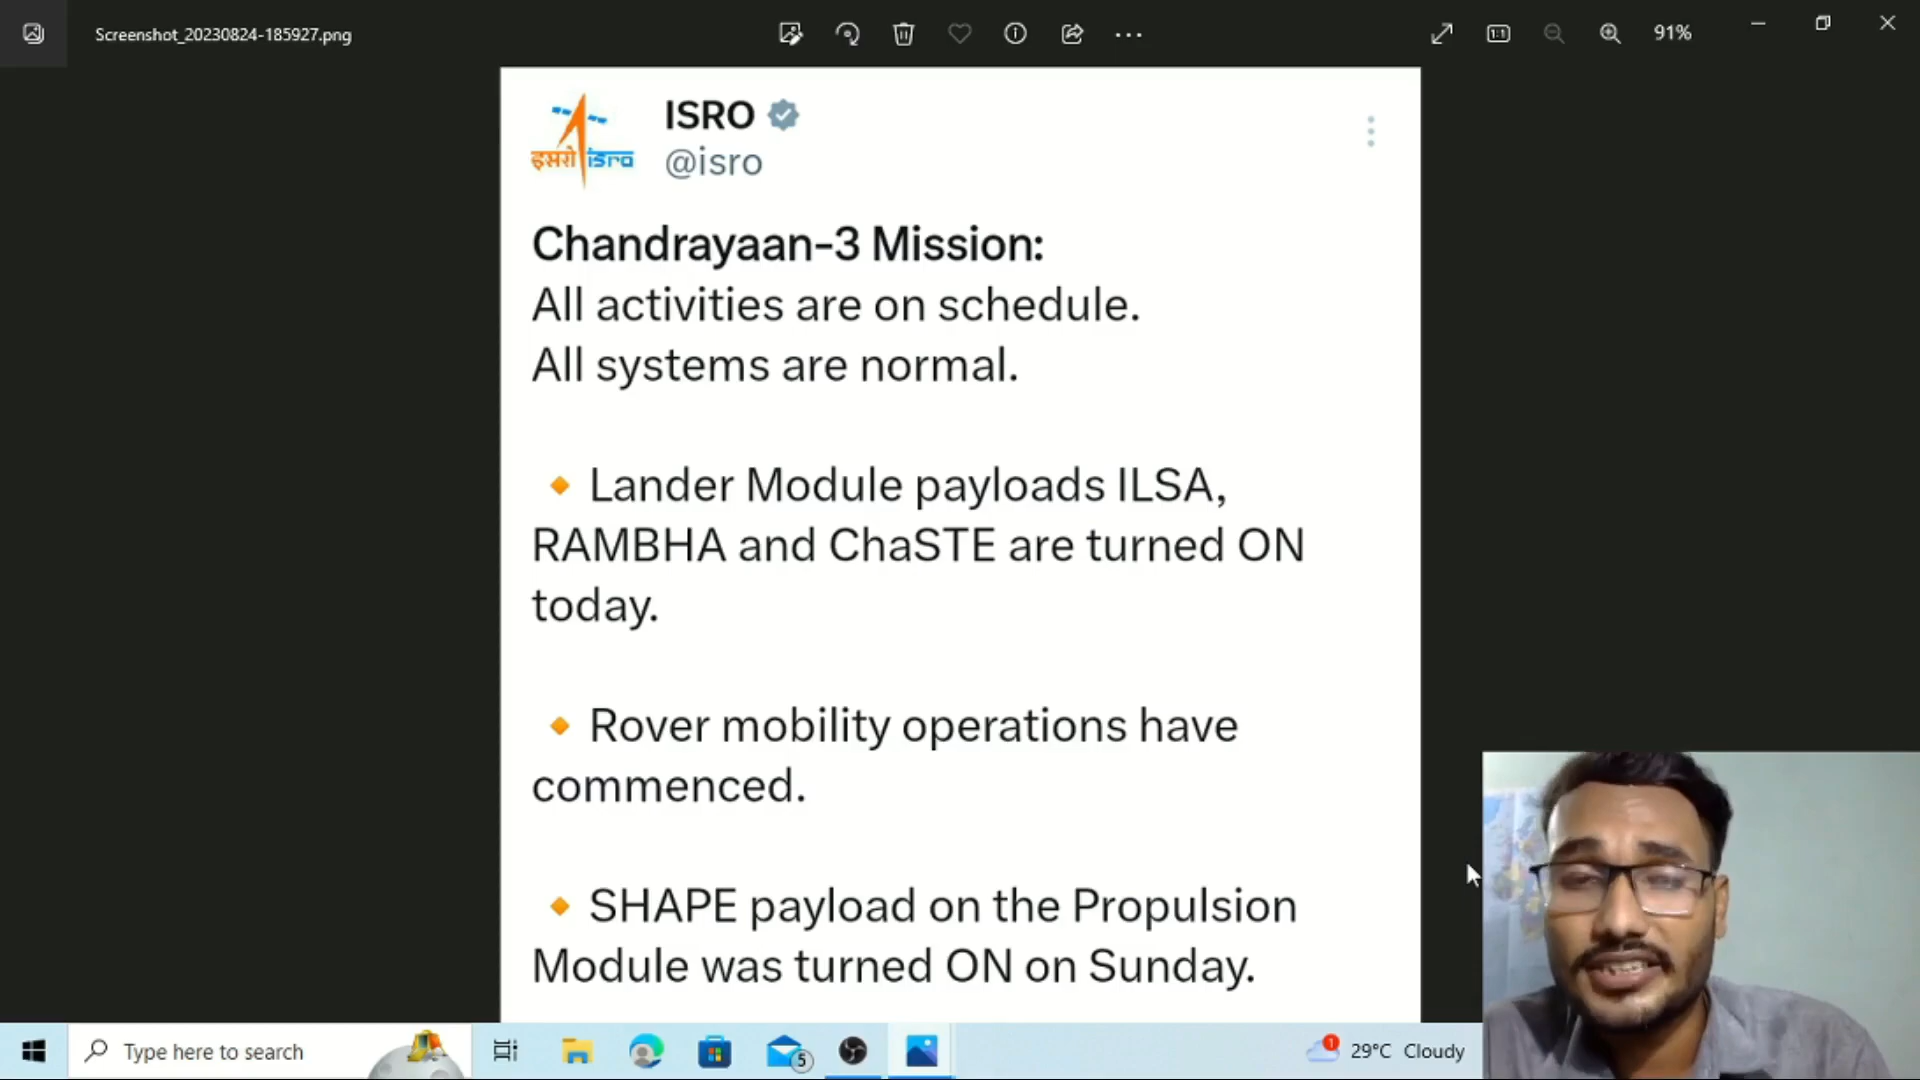 Screenshot_20230824-185927.png
91%
ISRO
@isro
इसरो isro
Chandrayaan-3 Mission:
All activities are on schedule.
All systems are normal.
🔸Lander Module payloads ILSA,
RAMBHA and ChaSTE are turned ON
today.
🔸Rover mobility operations have
commenced.
🔸SHAPE payload on the Propulsion
Module was turned ON on Sunday.
Type here to search
5
1
29°C Cloudy